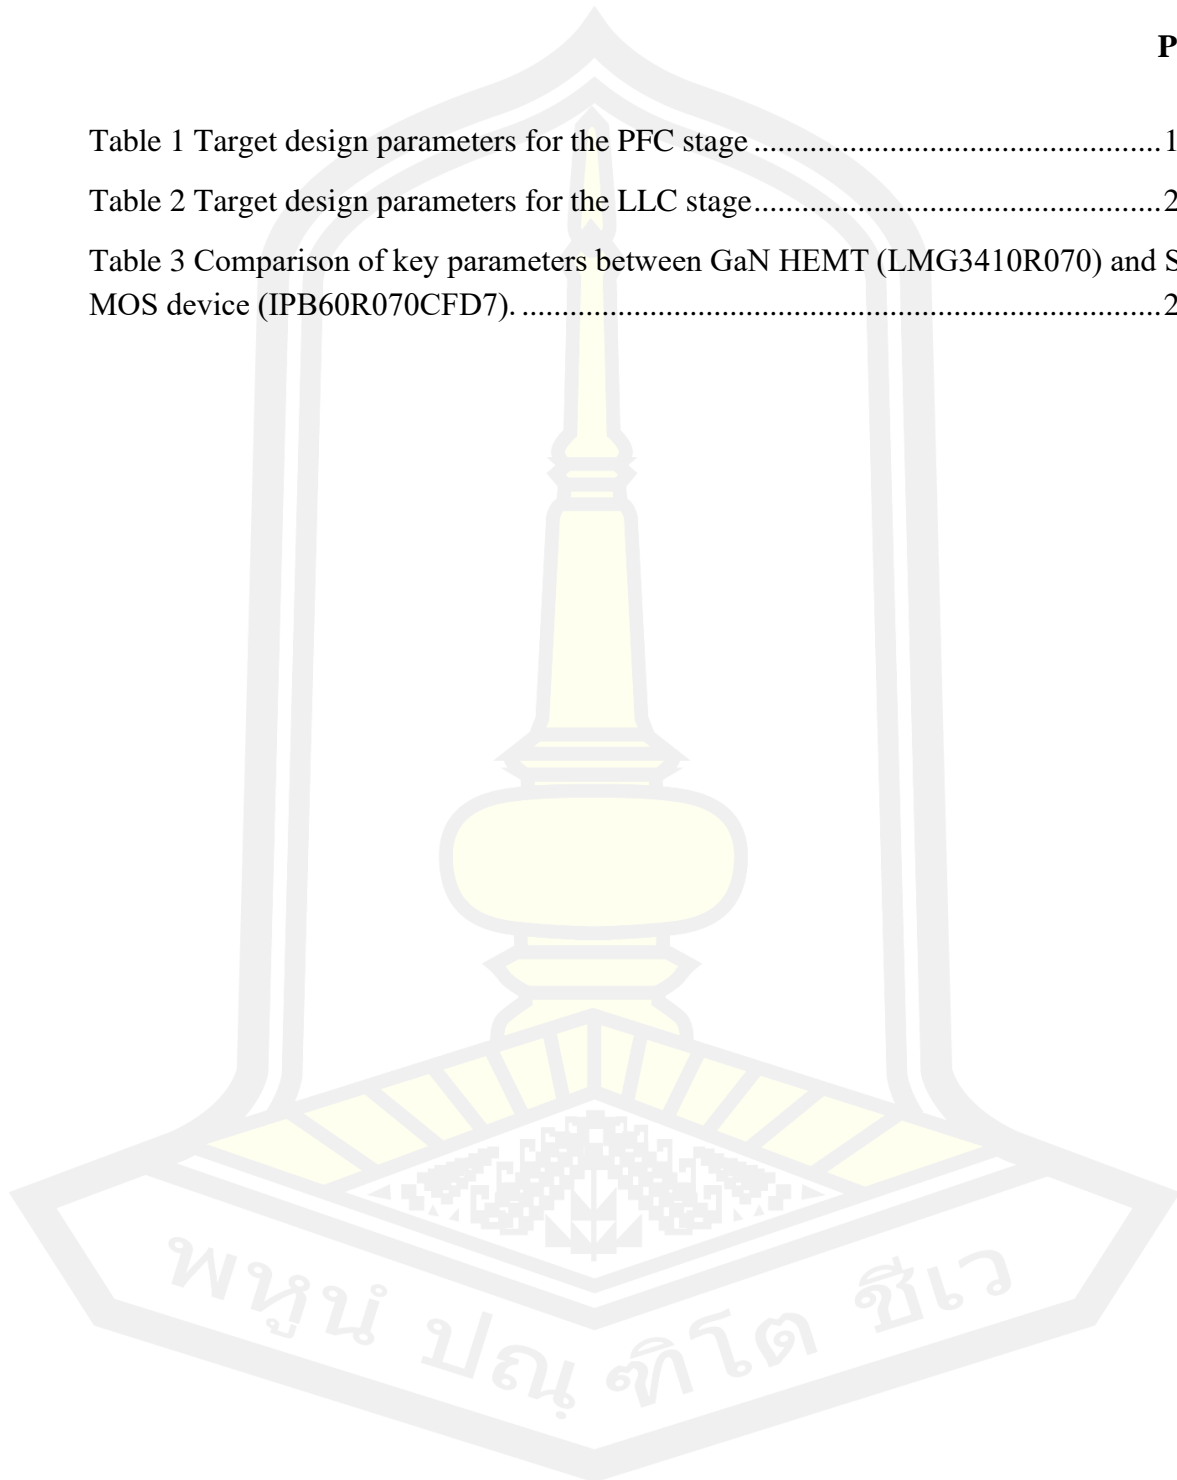 P
Table 1 Target design parameters for the PFC stage ..................................................1
Table 2 Target design parameters for the LLC stage..................................................2
Table 3 Comparison of key parameters between GaN HEMT (LMG3410R070) and S
MOS device (IPB60R070CFD7). ..............................................................................2
พหูนํ ปณฺฑิโต ชีเว